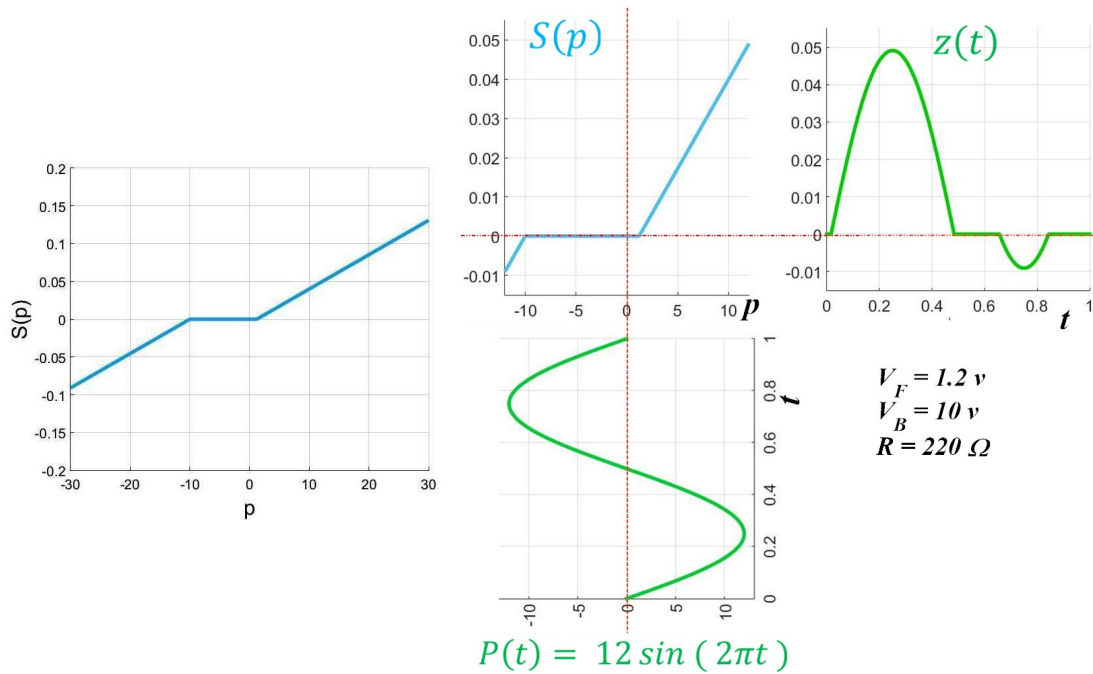 S(p)
0.2
0.15
0.1
0.05
0
-0.05
-0.1
-0.15
-0.2
-30 -20 -10 0 10 20 30
p
S(p)
0.05
0.04
0.03
0.02
0.01
0
-0.01
-10 -5 0 5 10
p
z(t)
0.05
0.04
0.03
0.02
0.01
0
-0.01
0 0.2 0.4 0.6 0.8 1
t
1
0.8
0.6
0.4
0.2
0
t
-10 -5 0 5 10
V_F = 1.2 v
V_B = 10 v
R = 220 Ω
P(t) = 12 sin ( 2πt )